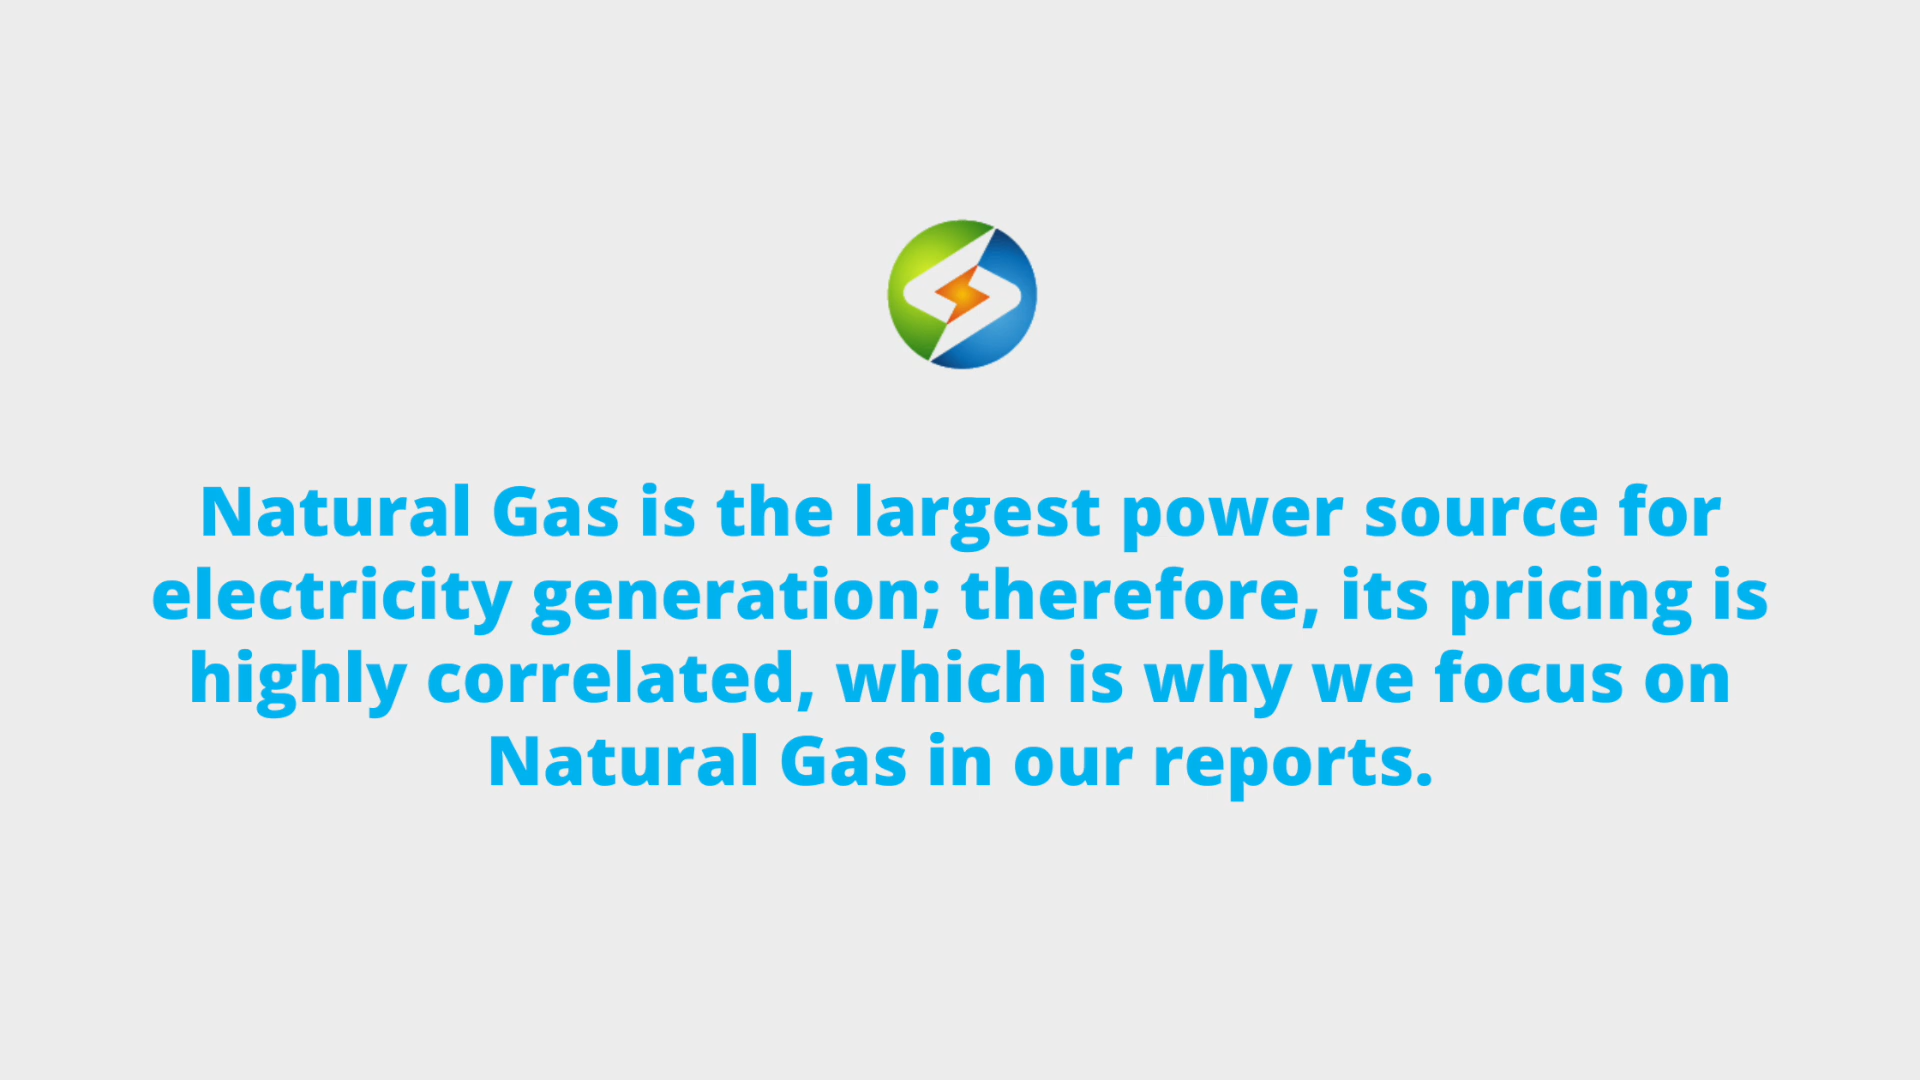 Natural Gas is the largest power source for
electricity generation; therefore, its pricing is
highly correlated, which is why we focus on
Natural Gas in our reports.